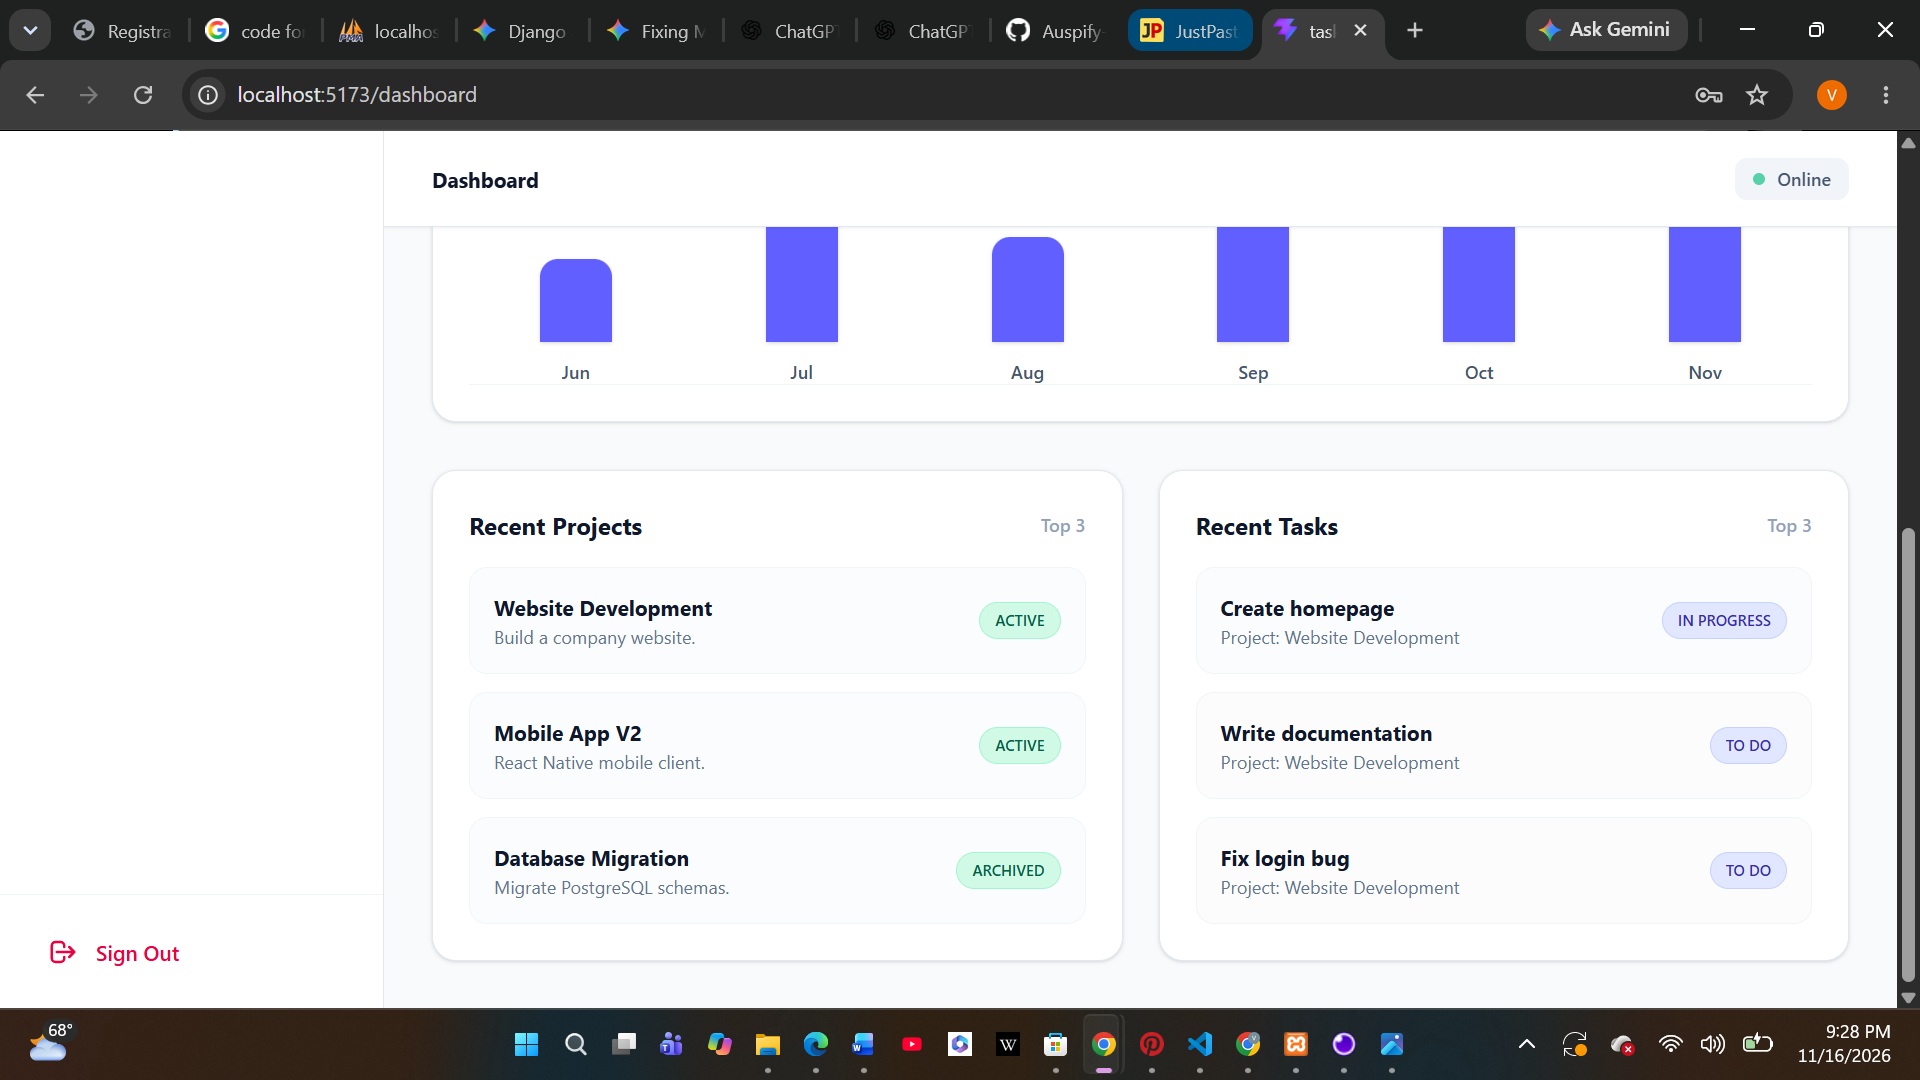 Registra
code fo
localhos
Django
Fixing M
ChatGP
ChatGP
Auspify-
JP JustPast
tas
Ask Gemini
localhost:5173/dashboard
V
Dashboard
Online
Jun
Jul
Aug
Sep
Oct
Nov
Recent Projects
Top 3
Website Development
Build a company website.
ACTIVE
Mobile App V2
React Native mobile client.
ACTIVE
Database Migration
Migrate PostgreSQL schemas.
ARCHIVED
Recent Tasks
Top 3
Create homepage
Project: Website Development
IN PROGRESS
Write documentation
Project: Website Development
TO DO
Fix login bug
Project: Website Development
TO DO
Sign Out
68°
9:28 PM
11/16/2026